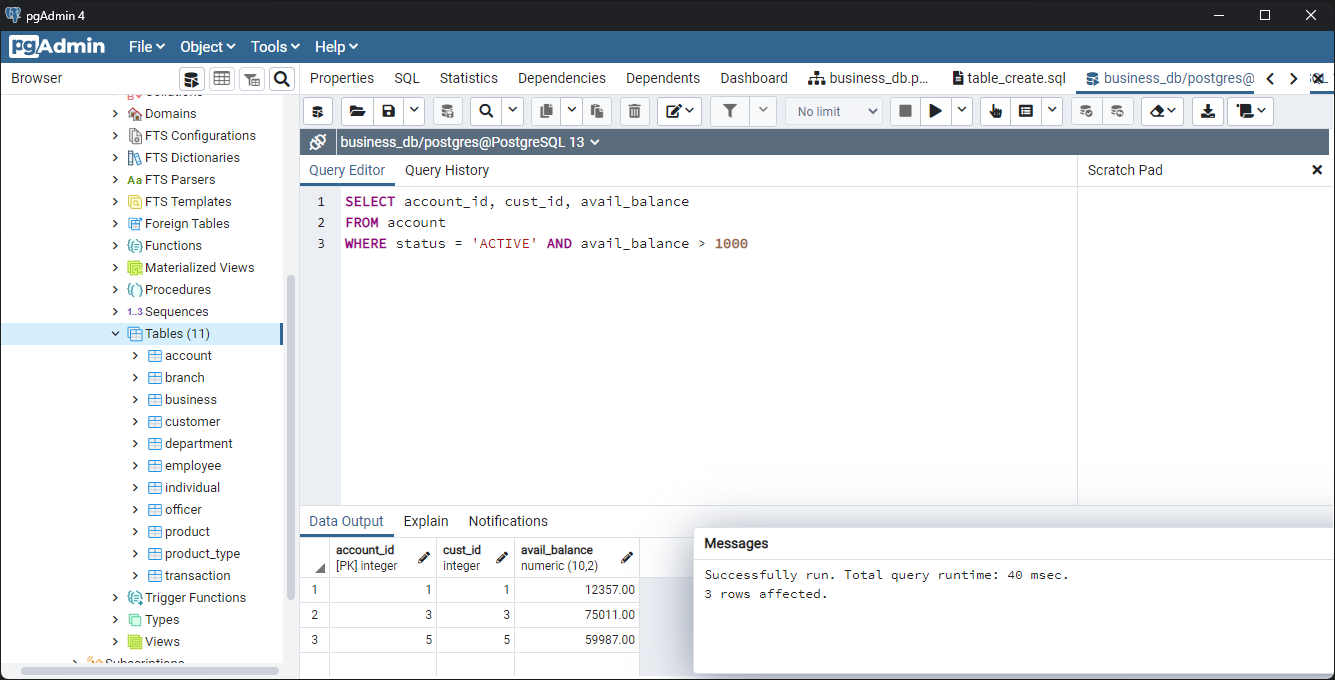 pgAdmin 4
pgAdmin File Object Tools Help
Browser
Properties SQL Statistics Dependencies Dependents Dashboard business_db.p... table_create.sql business_db/postgres@
No limit
business_db/postgres@PostgreSQL 13
Domains
FTS Configurations
FTS Dictionaries
Aa FTS Parsers
FTS Templates
Foreign Tables
Functions
Materialized Views
Procedures
1..3 Sequences
Tables (11)
account
branch
business
customer
department
employee
individual
officer
product
product_type
transaction
Trigger Functions
Types
Views
Subscriptions
Query Editor Query History
Scratch Pad
1 SELECT account_id, cust_id, avail_balance
2 FROM account
3 WHERE status = 'ACTIVE' AND avail_balance > 1000
Data Output Explain Notifications
account_id cust_id avail_balance
[PK] integer integer numeric (10,2)
1 1 1 12357.00
2 3 3 75011.00
3 5 5 59987.00
Messages
Successfully run. Total query runtime: 40 msec.
3 rows affected.